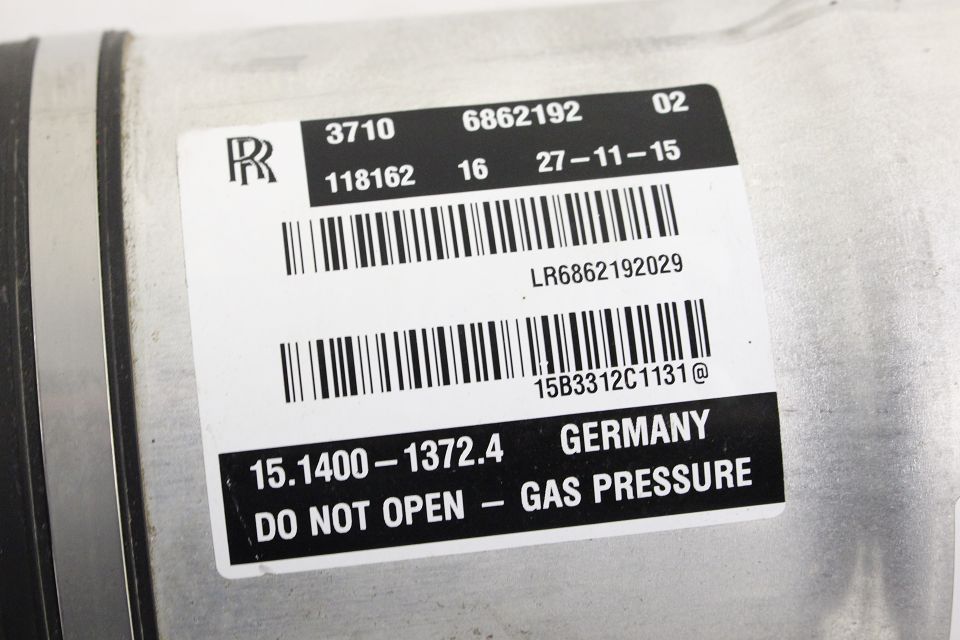 RR
3710 6862192 02
118162 16 27-11-15
LR6862192029
15B3312C1131@
15.1400-1372.4 GERMANY
DO NOT OPEN - GAS PRESSURE